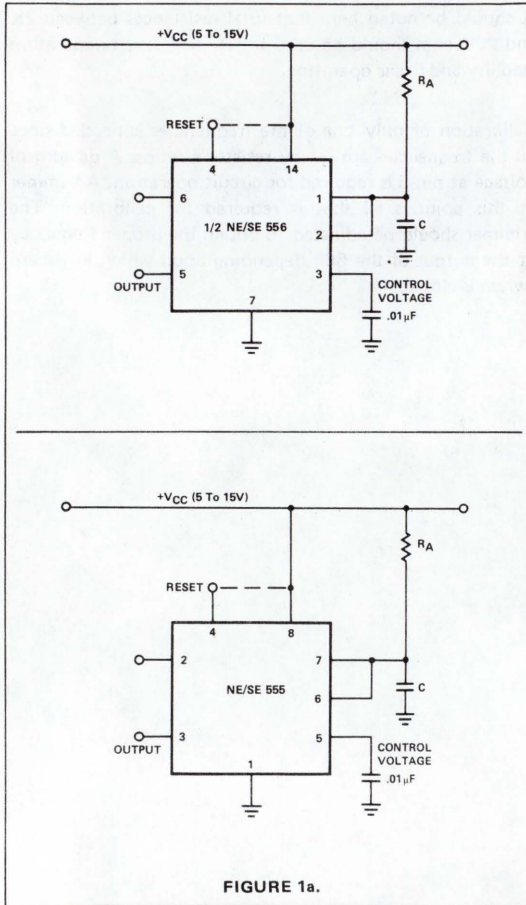 +VCC (5 To 15V)
RA
RESET
4 14
6 1
1/2 NE/SE 556
2
5 3
OUTPUT
CONTROL
VOLTAGE
7
.01µF
+VCC (5 To 15V)
RA
RESET
4 8
2 7
NE/SE 555
C
6
3 5
OUTPUT
CONTROL
VOLTAGE
1
.01µF
FIGURE 1a.